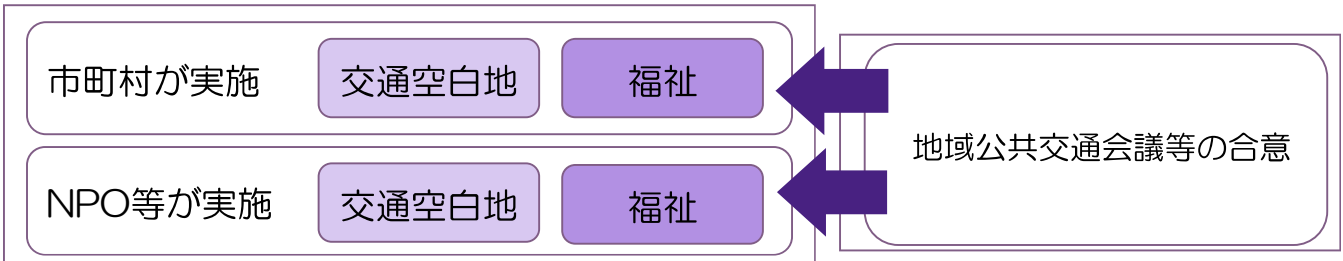 市町村が実施
交通空白地
福祉
NPO等が実施
交通空白地
福祉
地域公共交通会議等の合意